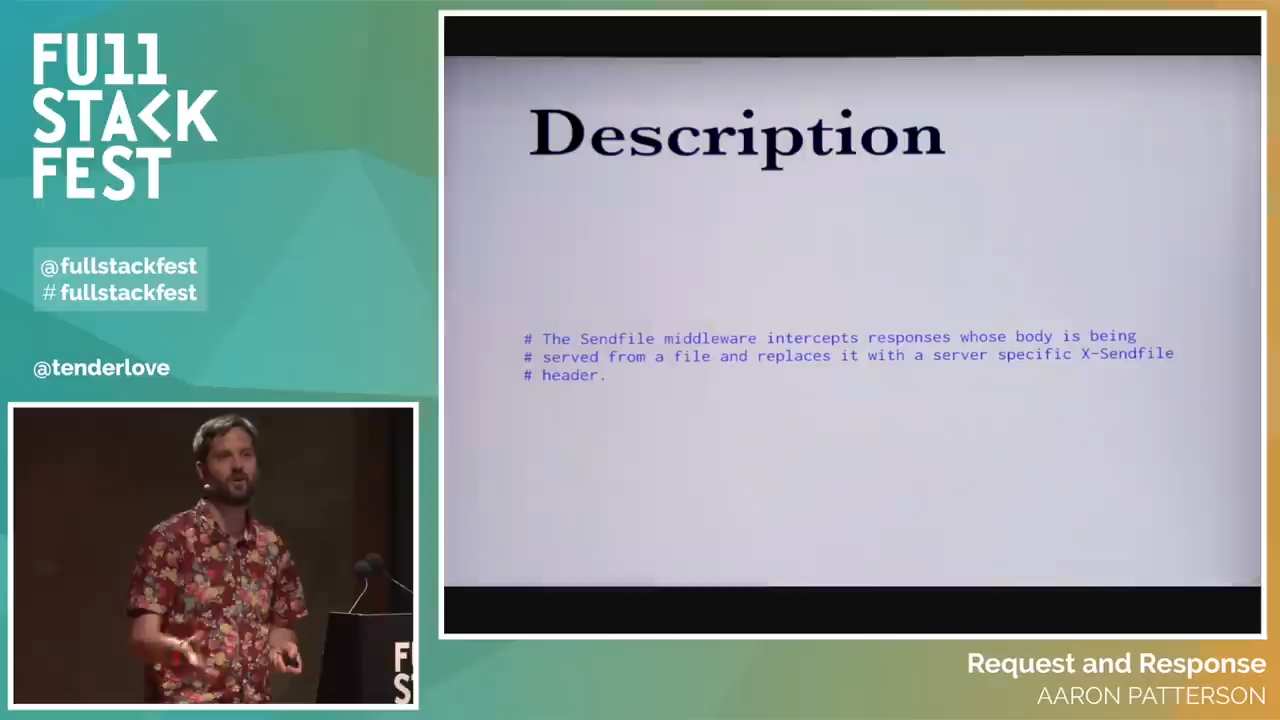 FU11
STACK
FEST
@fullstackfest
# fullstackfest
@tenderlove
Description
# The Sendfile middleware intercepts responses whose body is being
# served from a file and replaces it with a server specific X-Sendfile
# header.
Request and Response
AARON PATTERSON